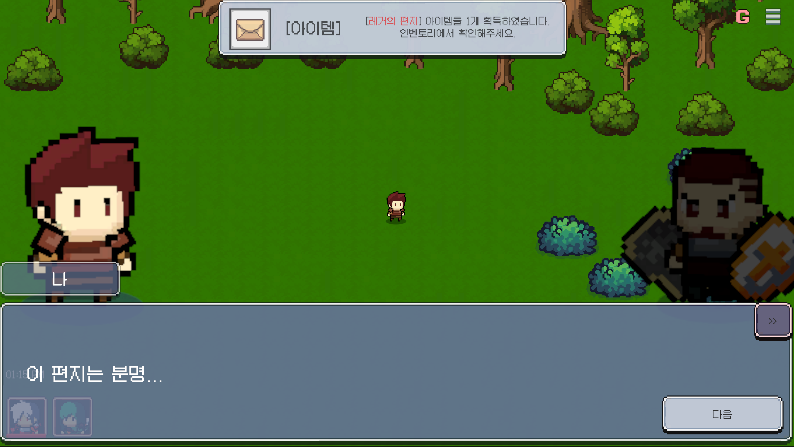 [아이템]
[레거의 편지] 아이템을 1개 획득하였습니다.
인벤토리에서 확인해주세요.
G
나
>>
이 편지는 분명...
다음